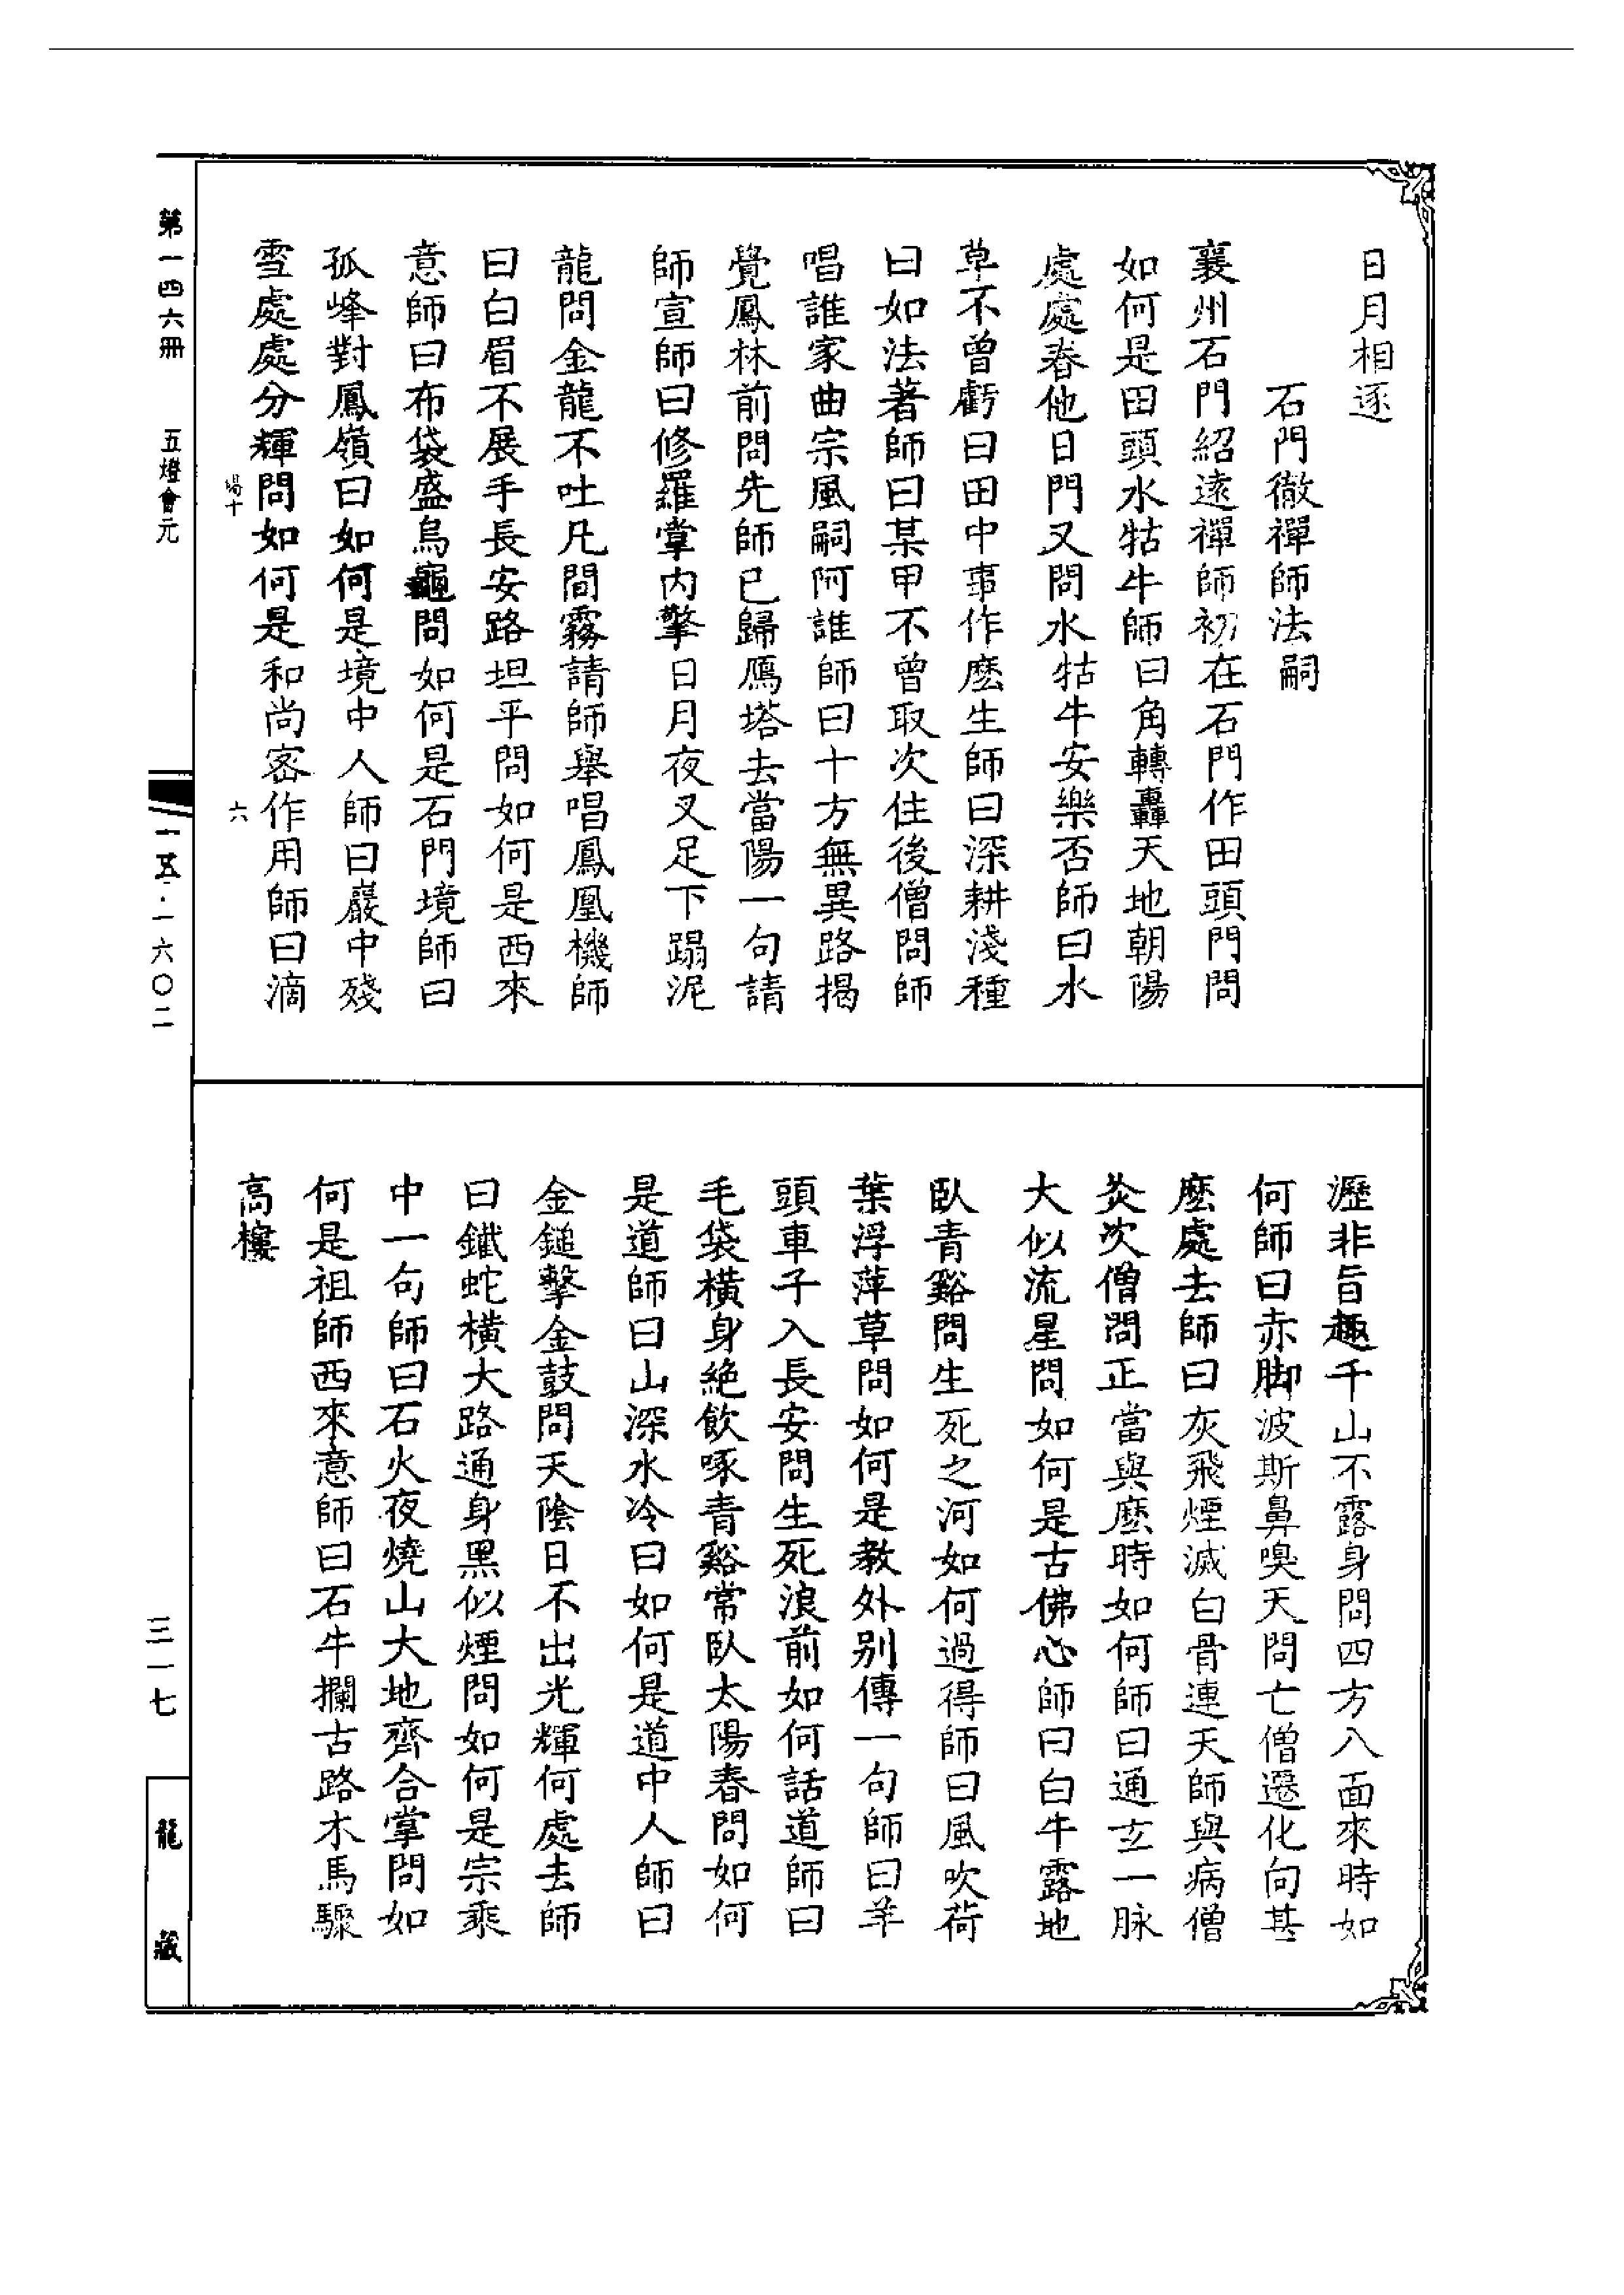 日月相逐
石門徹禪師法嗣
襄州石門紹遠禪師初在石門作田頭門問
如何是田頭水牯牛師曰角轉轟天地朝陽
處處春他日門又問水牯牛安樂否師曰水
草不曾虧曰田中事作麽生師曰深耕淺種
曰如法著師曰某甲不曾取次住後僧問師
唱誰家曲宗風嗣阿誰師曰十方無異路揭
覺鳳林前問先師已歸鴈塔去當陽一句請
師宣師曰修羅掌內擎日月夜叉足下蹋泥
龍問金龍不吐凡間霧請師舉唱鳳凰機師
曰白眉不展手長安路坦平問如何是西來
意師曰布袋盛烏龜問如何是石門境師曰
孤峰對鳳嶺曰如何是境中人師曰巖中殘
雪處處分輝問如何是和尚密作用師曰滴
塲十 六
瀝非旨趣千山不露身問四方八面來時如
何師曰赤脚波斯鼻嗅天問亡僧遷化向甚
麽處去師曰灰飛煙滅白骨連天師與病僧
灸次僧問正當與麽時如何師曰通玄一脉
大似流星問如何是古佛心師曰白牛露地
臥青谿問生死之河如何過得師曰風吹荷
葉浮萍草問如何是教外別傳一句師曰羊
頭車子入長安問生死浪前如何話道師曰
毛袋橫身絶飲啄青谿常臥太陽春問如何
是道師曰山深水冷曰如何是道中人師曰
金鎚擊金鼓問天陰日不出光輝何處去師
曰鐵蛇橫大路通身黑似煙問如何是宗乘
中一句師曰石火夜燒山大地齊合掌問如
何是祖師西來意師曰石牛攔古路木馬驟
高樓
第一四六冊 五燈會元
一五·一六〇二
三一七
龍藏